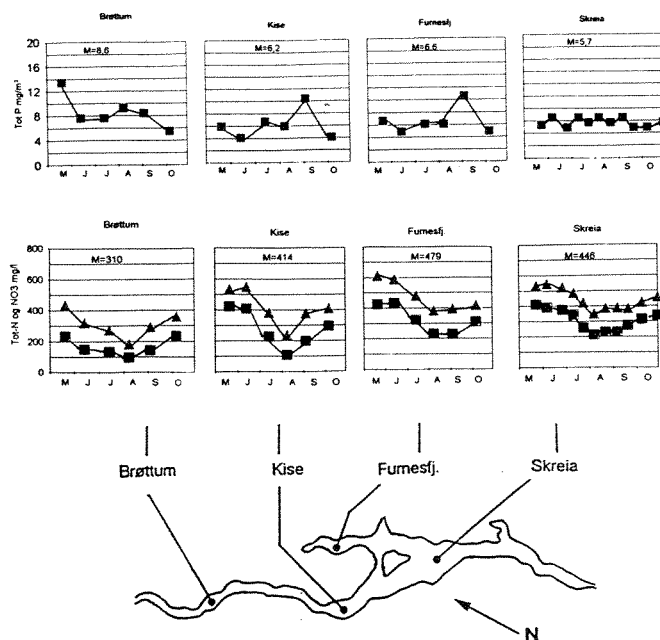 Brøttum
Kise
Furnesfj.
Skreia
M=8,6
M=6,2
M=6,6
M=5,7
Tot P mg/m³
20
16
12
8
4
0
M J J A S O
M J J A S O
M J J A S O
M J J A S O
Brøttum
Kise
Furnesfj.
Skreia
M=310
M=414
M=479
M=446
Tot-N og NO3 mg/l
800
600
400
200
0
M J J A S O
M J J A S O
M J J A S O
M J J A S O
Brøttum
Kise
Furnesfj.
Skreia
N